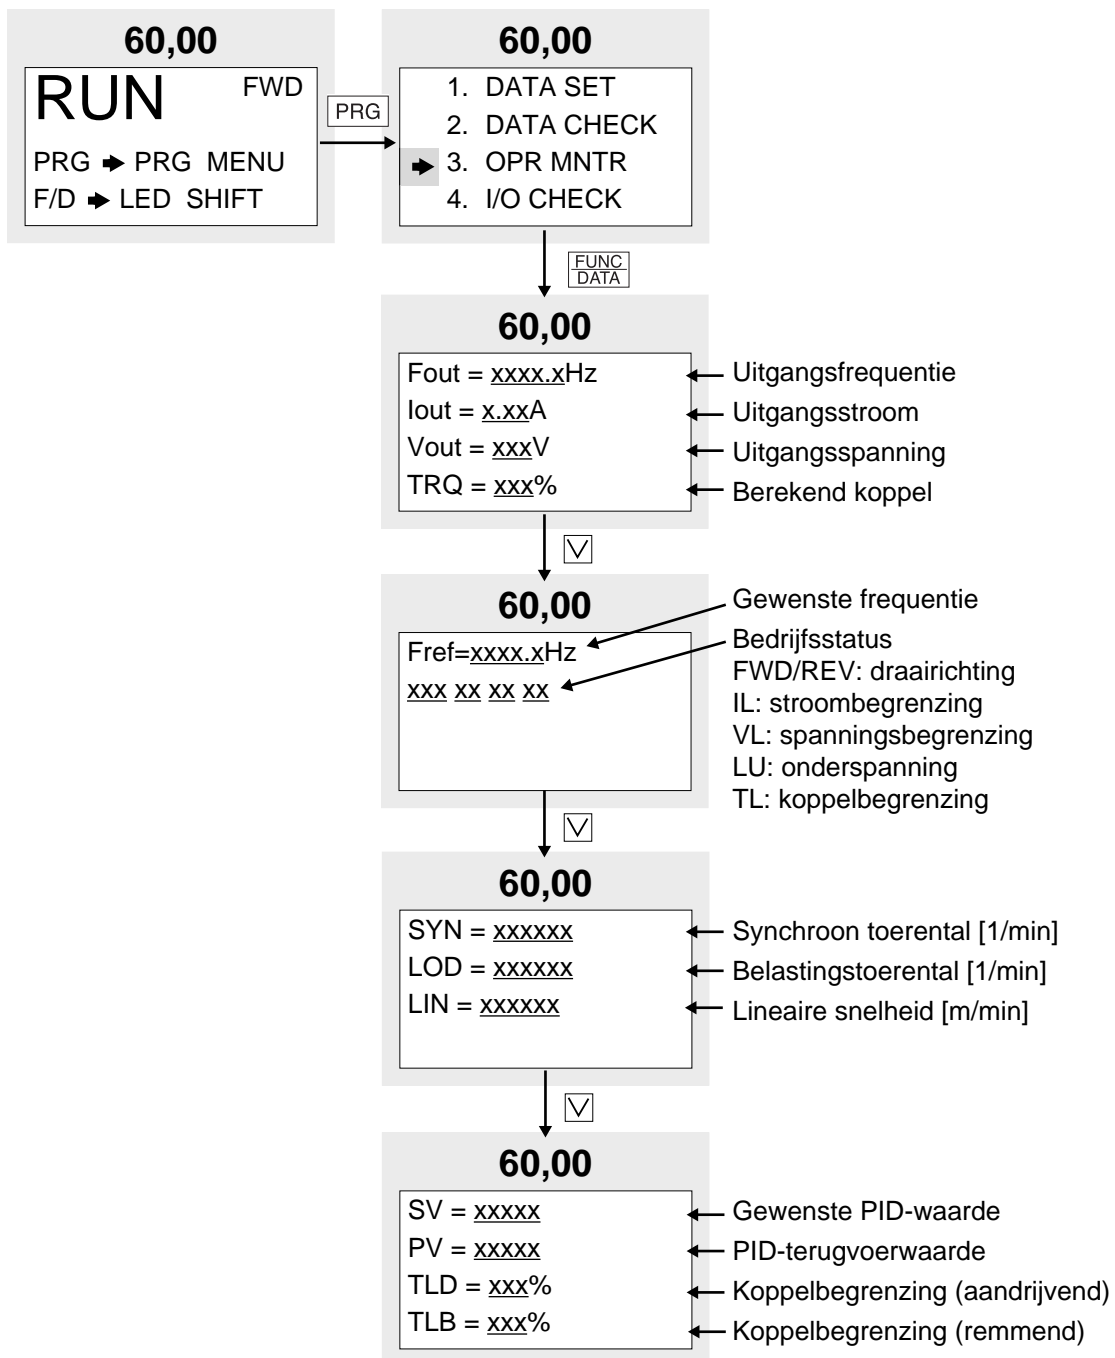 60,00
RUN FWD
PRG ➧ PRG MENU
F/D ➧ LED SHIFT
PRG
60,00
1. DATA SET
2. DATA CHECK
➧ 3. OPR MNTR
4. I/O CHECK
FUNC
DATA
60,00
Fout = xxxx.xHz
Uitgangsfrequentie
Iout = x.xxA
Uitgangsstroom
Vout = xxxV
Uitgangsspanning
TRQ = xxx%
Berekend koppel
60,00
Fref=xxxx.xHz
xxx xx xx xx
Gewenste frequentie
Bedrijfsstatus
FWD/REV: draairichting
IL: stroombegrenzing
VL: spanningsbegrenzing
LU: onderspanning
TL: koppelbegrenzing
60,00
SYN = xxxxxx
Synchroon toerental [1/min]
LOD = xxxxxx
Belastingstoerental [1/min]
LIN = xxxxxx
Lineaire snelheid [m/min]
60,00
SV = xxxxx
Gewenste PID-waarde
PV = xxxxx
PID-terugvoerwaarde
TLD = xxx%
Koppelbegrenzing (aandrijvend)
TLB = xxx%
Koppelbegrenzing (remmend)